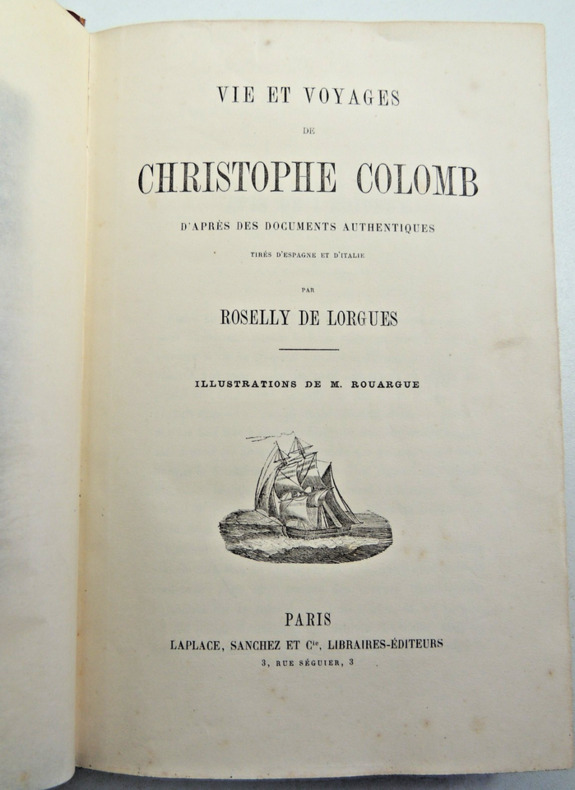 VIE ET VOYAGES
DE
CHRISTOPHE COLOMB
D'APRÈS DES DOCUMENTS AUTHENTIQUES
TIRÉS D'ESPAGNE ET D'ITALIE
PAR
ROSELLY DE LORGUES
ILLUSTRATIONS DE M. ROUARGUE
PARIS
LAPLACE, SANCHEZ ET Cie, LIBRAIRES-ÉDITEURS
3, RUE SÉGUIER, 3